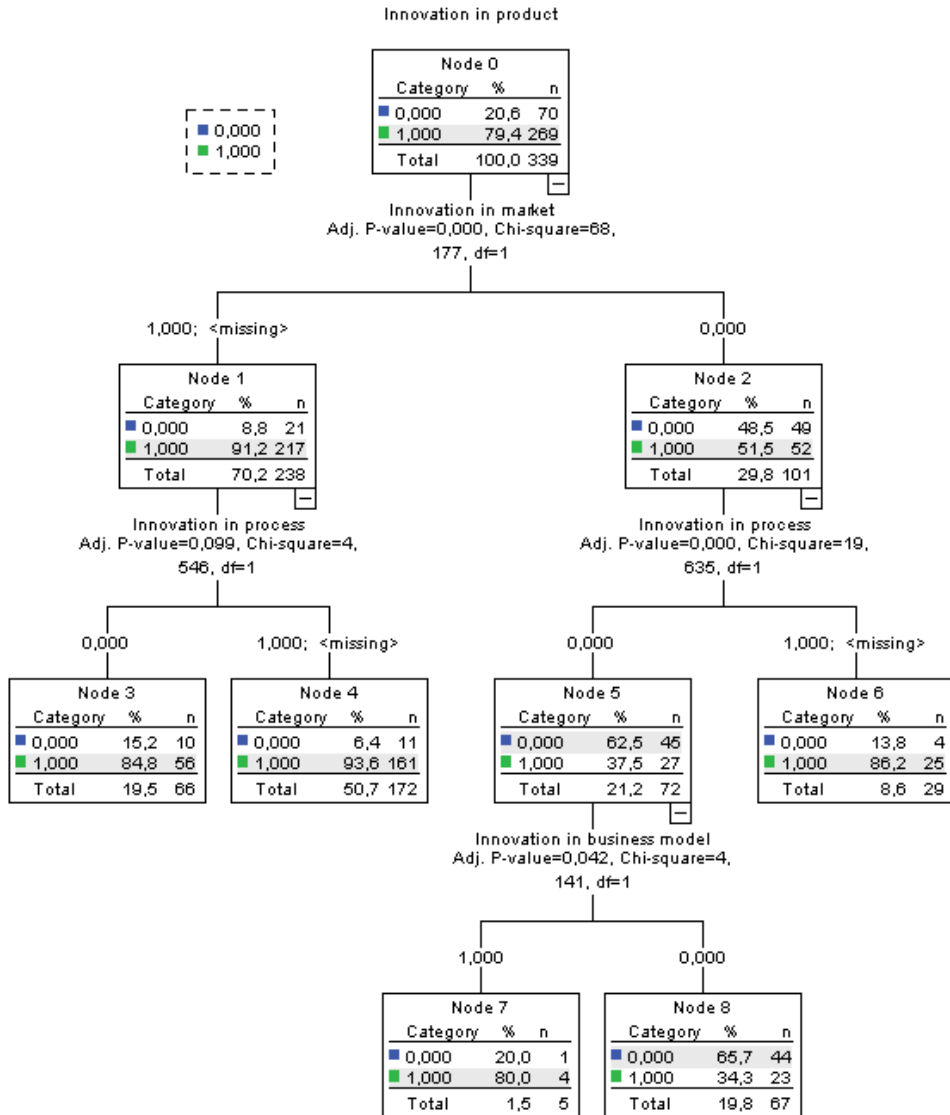 Innovation in product
Node 0
Category % n
0,000 20,6 70
1,000 79,4 269
Total 100,0 339
0,000
1,000
Innovation in market
Adj. P-value=0,000, Chi-square=68,
177, df=1
1,000; <missing>
0,000
Node 1
Category % n
0,000 8,8 21
1,000 91,2 217
Total 70,2 238
Node 2
Category % n
0,000 48,5 49
1,000 51,5 52
Total 29,8 101
Innovation in process
Adj. P-value=0,099, Chi-square=4,
546, df=1
Innovation in process
Adj. P-value=0,000, Chi-square=19,
635, df=1
0,000
1,000; <missing>
0,000
1,000; <missing>
Node 3
Category % n
0,000 15,2 10
1,000 84,8 56
Total 19,5 66
Node 4
Category % n
0,000 6,4 11
1,000 93,6 161
Total 50,7 172
Node 5
Category % n
0,000 62,5 45
1,000 37,5 27
Total 21,2 72
Node 6
Category % n
0,000 13,8 4
1,000 86,2 25
Total 8,6 29
Innovation in business model
Adj. P-value=0,042, Chi-square=4,
141, df=1
1,000
0,000
Node 7
Category % n
0,000 20,0 1
1,000 80,0 4
Total 1,5 5
Node 8
Category % n
0,000 65,7 44
1,000 34,3 23
Total 19,8 67